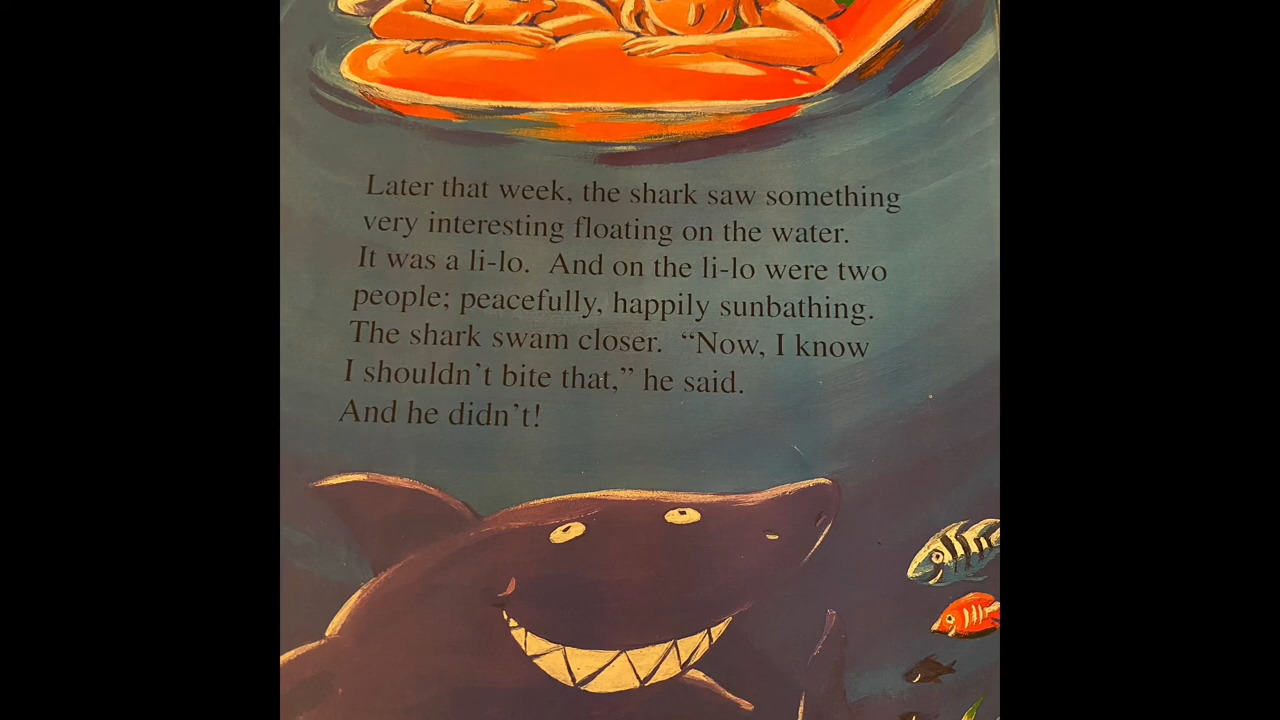 Later that week, the shark saw something
very interesting floating on the water.
It was a li-lo. And on the li-lo were two
people; peacefully, happily sunbathing.
The shark swam closer. “Now, I know
I shouldn’t bite that,” he said.
And he didn’t!